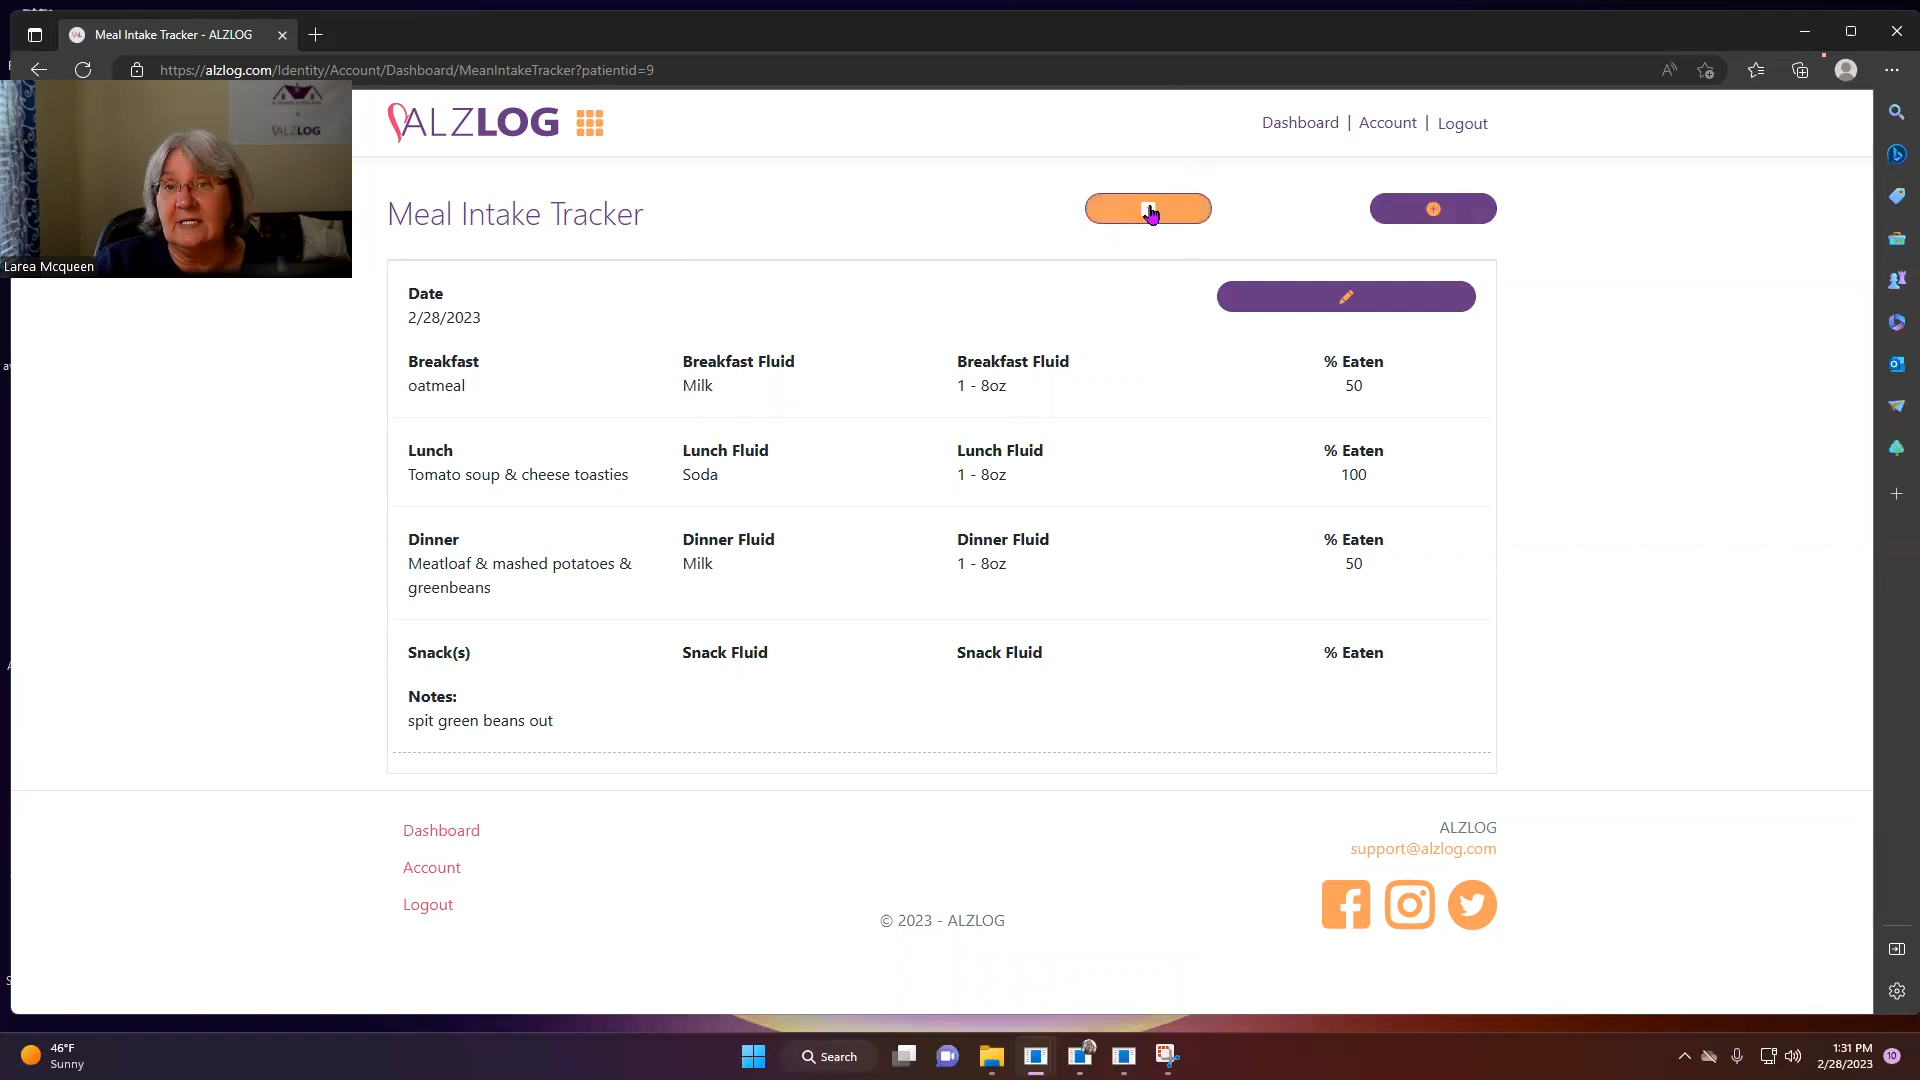 Meal Intake Tracker - ALZLOG
https://alzlog.com/Identity/Account/Dashboard/MeanIntakeTracker?patientid=9
ALZLOG
Larea Mcqueen
ALZLOG
Dashboard | Account | Logout
Meal Intake Tracker
Date
2/28/2023
Breakfast Breakfast Fluid Breakfast Fluid % Eaten
oatmeal Milk 1 - 8oz 50
Lunch Lunch Fluid Lunch Fluid % Eaten
Tomato soup & cheese toasties Soda 1 - 8oz 100
Dinner Dinner Fluid Dinner Fluid % Eaten
Meatloaf & mashed potatoes & Milk 1 - 8oz 50
greenbeans
Snack(s) Snack Fluid Snack Fluid % Eaten
Notes:
spit green beans out
Dashboard
Account
Logout
ALZLOG
support@alzlog.com
© 2023 - ALZLOG
46°F
Sunny
Search
1:31 PM
2/28/2023
10